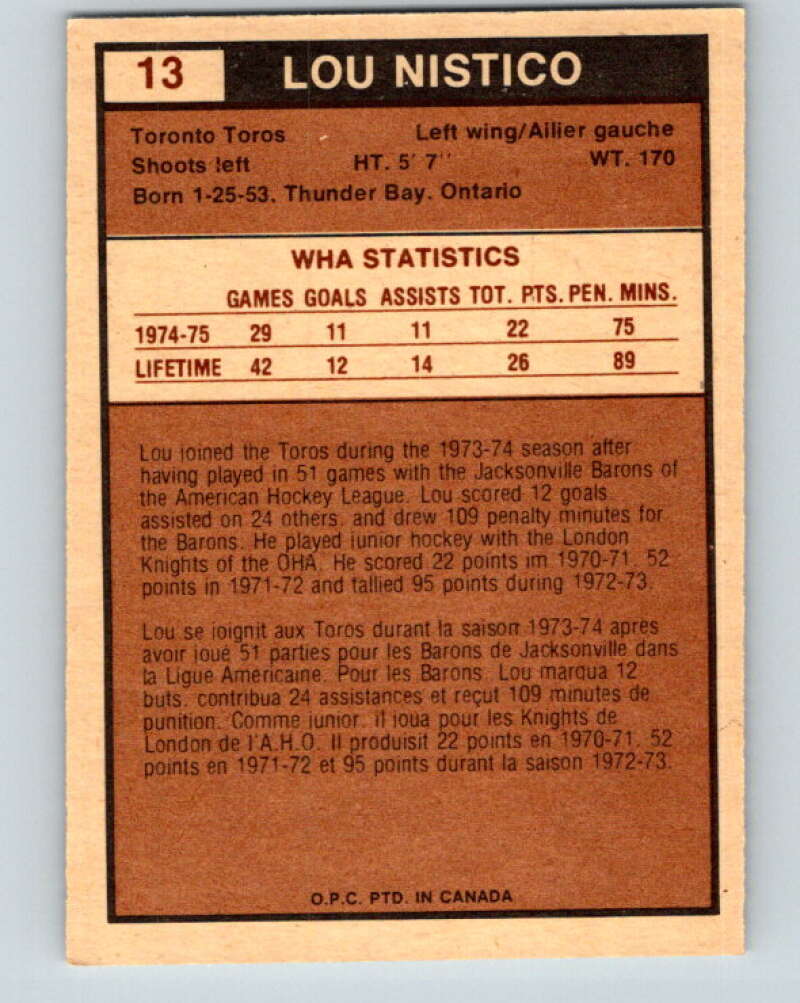 13 LOU NISTICO
Toronto Toros Left wing/Ailier gauche
Shoots left HT. 5' 7" WT. 170
Born 1-25-53. Thunder Bay. Ontario
WHA STATISTICS
GAMES GOALS ASSISTS TOT. PTS. PEN. MINS.
1974-75 29 11 11 22 75
LIFETIME 42 12 14 26 89
Lou joined the Toros during the 1973-74 season after
having played in 51 games with the Jacksonville Barons of
the American Hockey League. Lou scored 12 goals
assisted on 24 others. and drew 109 penalty minutes for
the Barons. He played junior hockey with the London
Knights of the OHA. He scored 22 points im 1970-71. 52
points in 1971-72 and tallied 95 points during 1972-73.
Lou se joignit aux Toros durant la saison 1973-74 apres
avoir joué 51 parties pour les Barons de Jacksonville dans
la Ligue Américaine. Pour les Barons. Lou marqua 12
buts. contribua 24 assistances et reçut 109 minutes de
punition. Comme junior. il joua pour les Knights de
London de l'A.H.O. Il produisit 22 points en 1970-71. 52
points en 1971-72 et 95 points durant la saison 1972-73.
O.P.C. PTD. IN CANADA